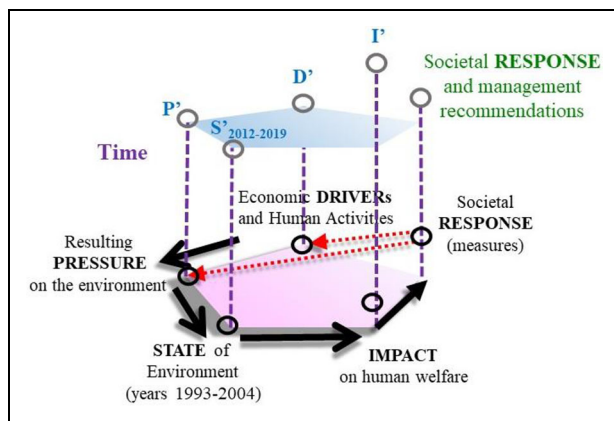 I’
Societal RESPONSE
and management
recommendations
D’
P’
S’2012-2019
Time
Economic DRIVERs
and Human Activities
Societal
RESPONSE
(measures)
Resulting
PRESSURE
on the environment
STATE of
Environment
(years 1993-2004)
IMPACT
on human welfare